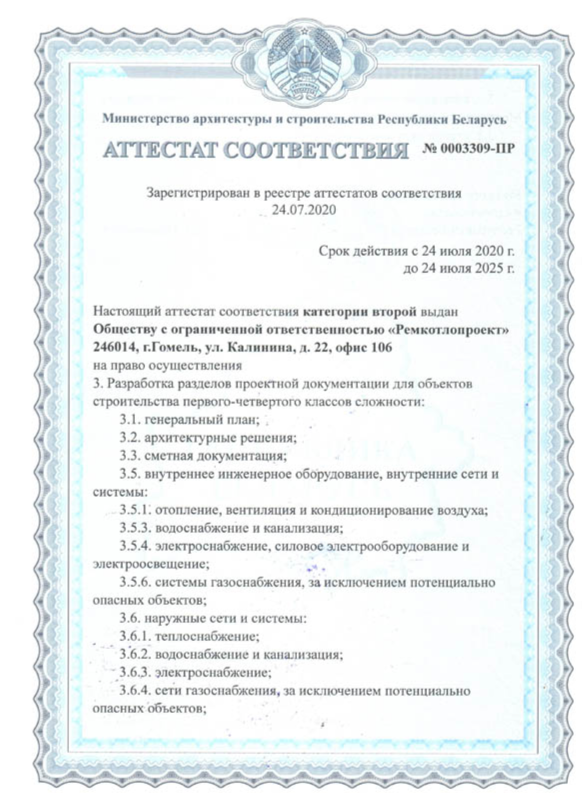 Министерство архитектуры и строительства Республики Беларусь
АТТЕСТАТ СООТВЕТСТВИЯ № 0003309-ПР
Зарегистрирован в реестре аттестатов соответствия
24.07.2020
Срок действия с 24 июля 2020 г.
до 24 июля 2025 г.
Настоящий аттестат соответствия категории второй выдан
Обществу с ограниченной ответственностью «Ремкотлопроект»
246014, г.Гомель, ул. Калинина, д. 22, офис 106
на право осуществления
3. Разработка разделов проектной документации для объектов
строительства первого-четвертого классов сложности:
3.1. генеральный план;
3.2. архитектурные решения;
3.3. сметная документация;
3.5. внутреннее инженерное оборудование, внутренние сети и
системы:
3.5.1. отопление, вентиляция и кондиционирование воздуха;
3.5.3. водоснабжение и канализация;
3.5.4. электроснабжение, силовое электрооборудование и
электроосвещение;
3.5.6. системы газоснабжения, за исключением потенциально
опасных объектов;
3.6. наружные сети и системы:
3.6.1. теплоснабжение;
3.6.2. водоснабжение и канализация;
3.6.3. электроснабжение;
3.6.4. сети газоснабжения, за исключением потенциально
опасных объектов;